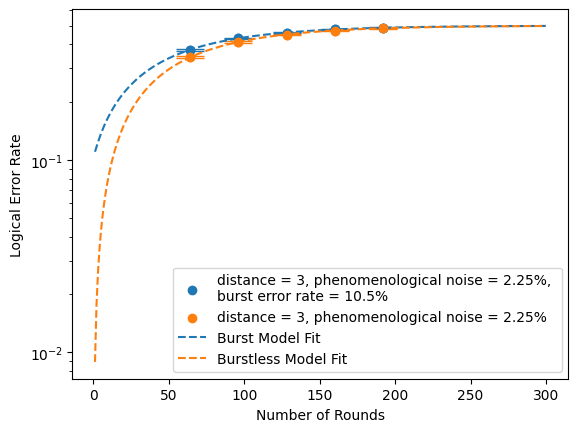 Logical Error Rate
10⁻¹
10⁻²
distance = 3, phenomenological noise = 2.25%,
burst error rate = 10.5%
distance = 3, phenomenological noise = 2.25%
Burst Model Fit
Burstless Model Fit
0 50 100 150 200 250 300
Number of Rounds